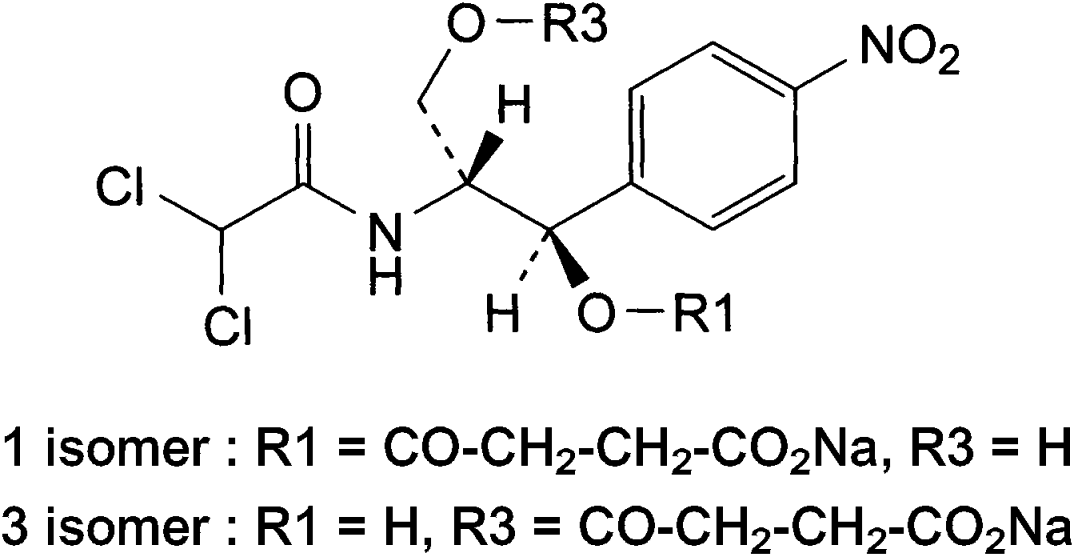 O–R3
NO₂
O
H
Cl
N
H
H
O–R1
Cl
1 isomer : R1 = CO-CH₂-CH₂-CO₂Na, R3 = H
3 isomer : R1 = H, R3 = CO-CH₂-CH₂-CO₂Na